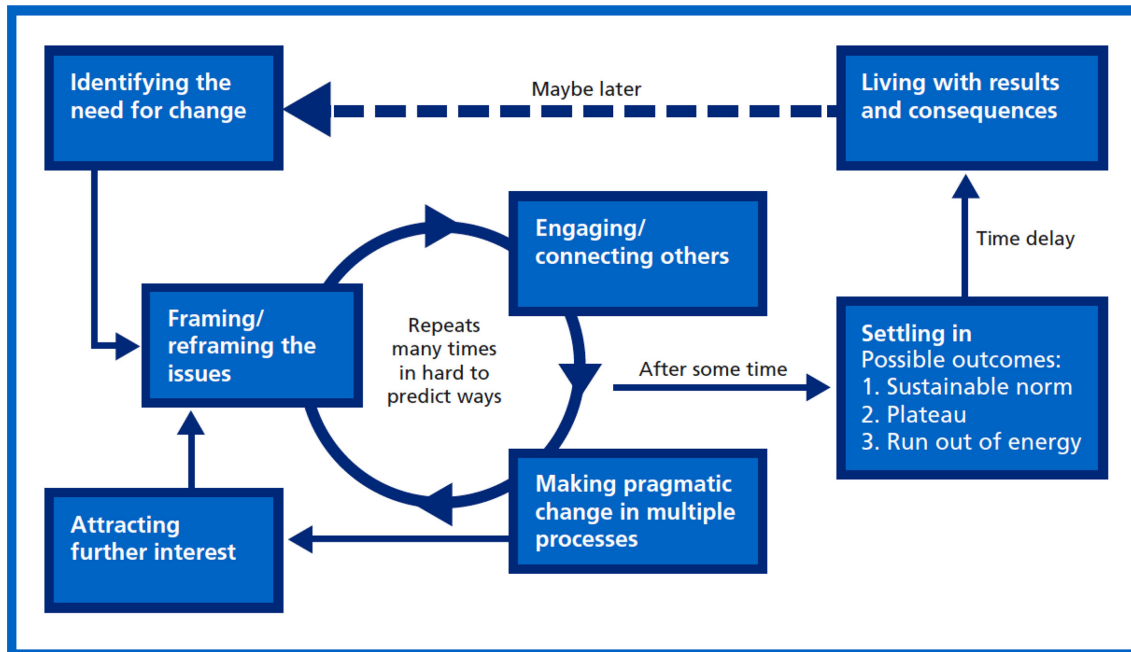 Identifying the
need for change
Maybe later
Living with results
and consequences
Engaging/
connecting others
Time delay
Framing/
reframing the
issues
Repeats
many times
in hard to
predict ways
After some time
Settling in
Possible outcomes:
1. Sustainable norm
2. Plateau
3. Run out of energy
Making pragmatic
change in multiple
processes
Attracting
further interest